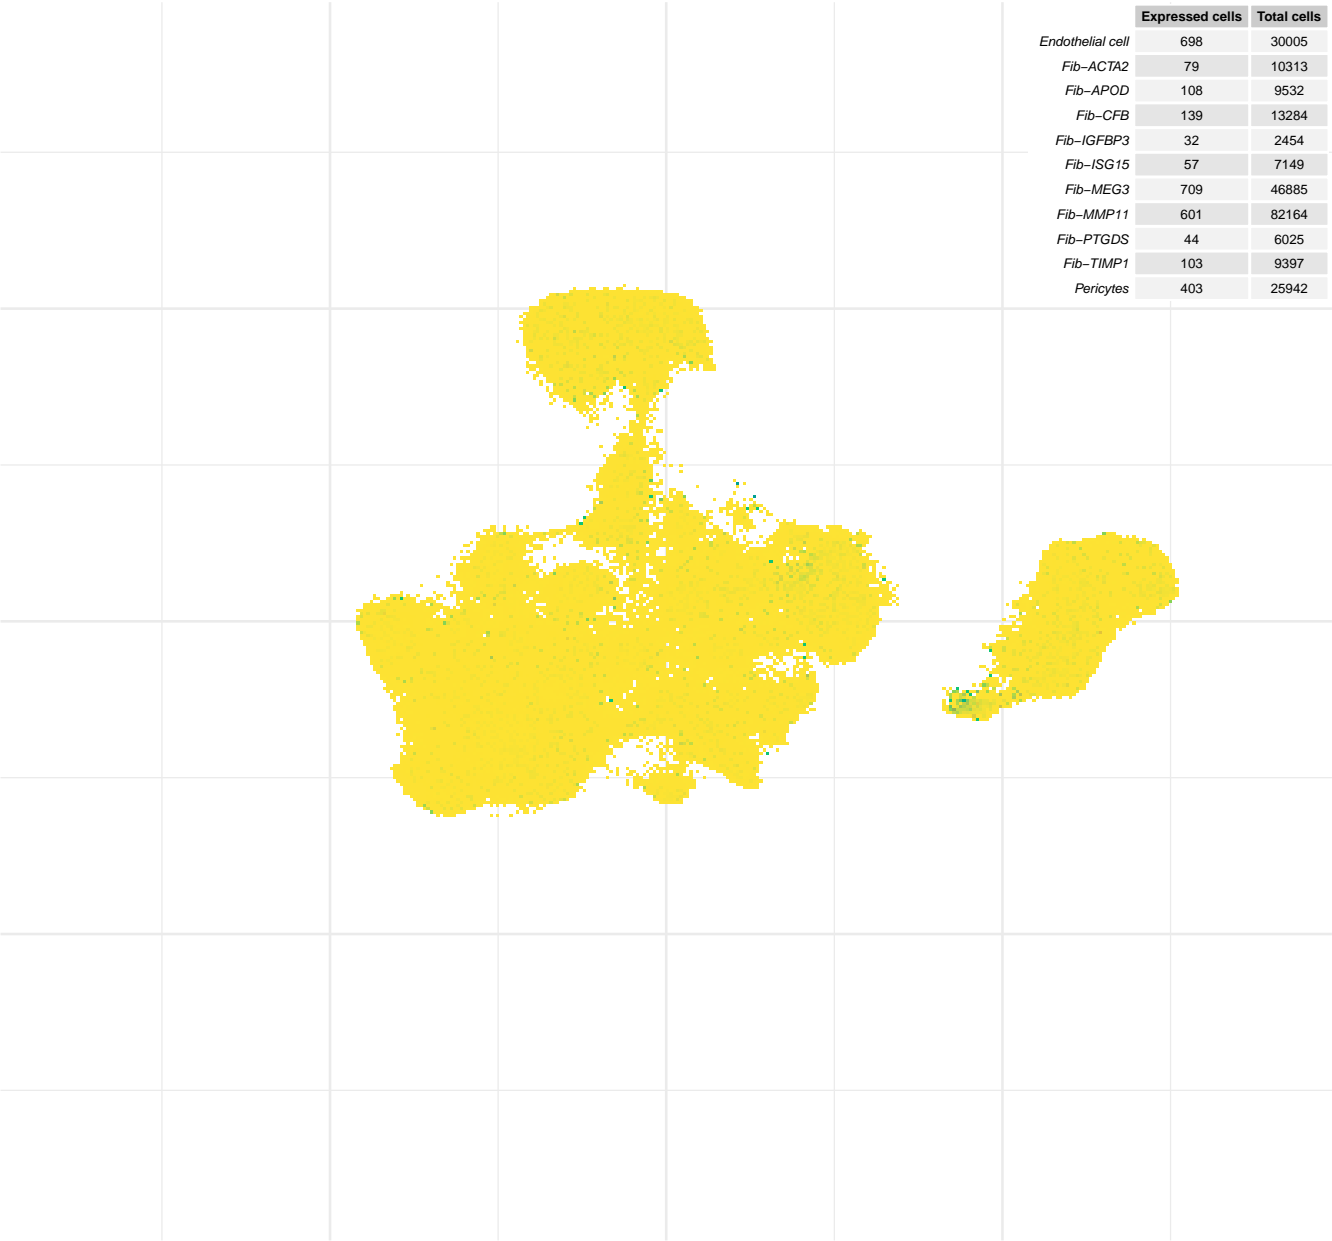 Expressed cells Total cells
Endothelial cell 698 30005
Fib−ACTA2 79 10313
Fib−APOD 108 9532
Fib−CFB 139 13284
Fib−IGFBP3 32 2454
Fib−ISG15 57 7149
Fib−MEG3 709 46885
Fib−MMP11 601 82164
Fib−PTGDS 44 6025
Fib−TIMP1 103 9397
Pericytes 403 25942